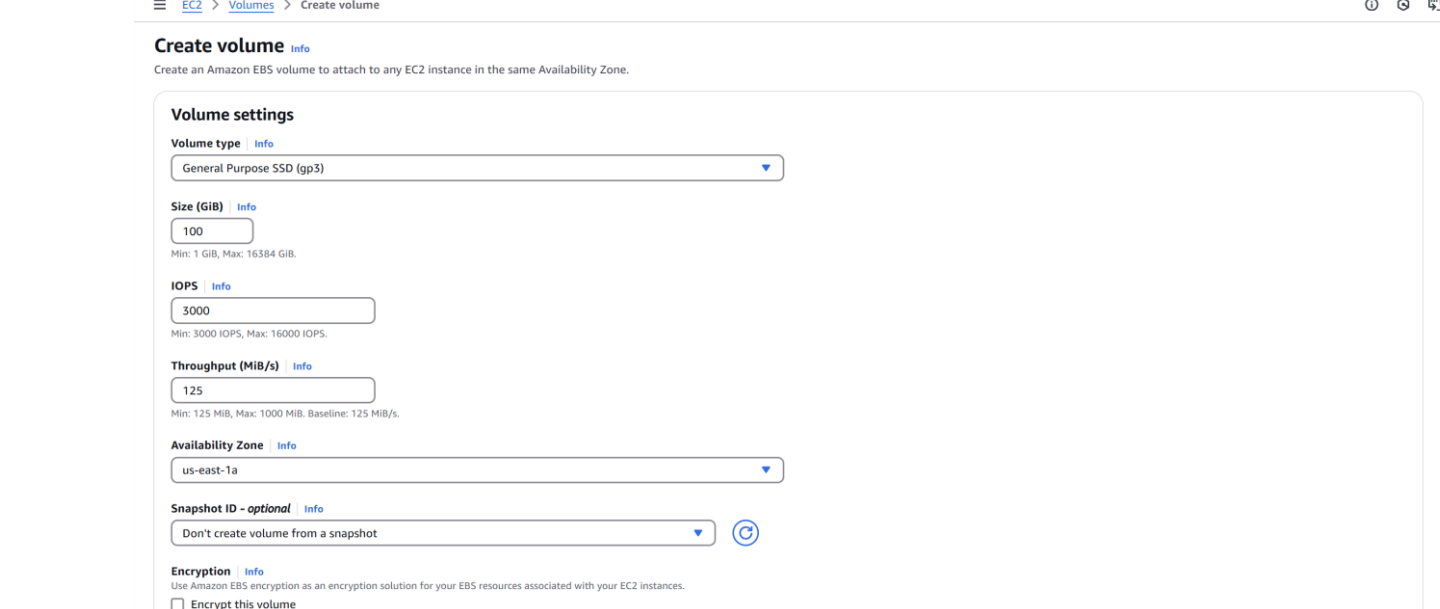 EC2 > Volumes > Create volume
Create volume Info
Create an Amazon EBS volume to attach to any EC2 instance in the same Availability Zone.
Volume settings
Volume type Info
General Purpose SSD (gp3)
Size (GiB) Info
100
Min: 1 GiB, Max: 16384 GiB.
IOPS Info
3000
Min: 3000 IOPS, Max: 16000 IOPS.
Throughput (MiB/s) Info
125
Min: 125 MiB, Max: 1000 MiB. Baseline: 125 MiB/s.
Availability Zone Info
us-east-1a
Snapshot ID - optional Info
Don't create volume from a snapshot
Encryption Info
Use Amazon EBS encryption as an encryption solution for your EBS resources associated with your EC2 instances.
Encrypt this volume